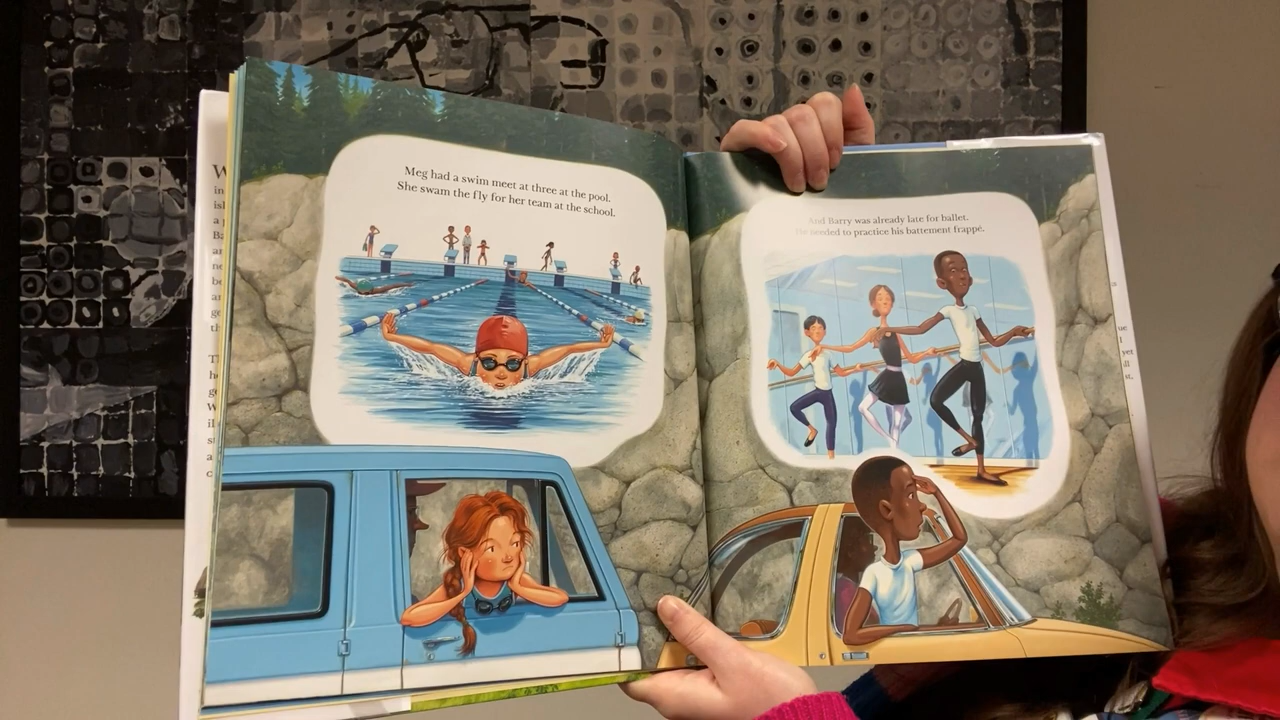 Meg had a swim meet at three at the pool.
She swam the fly for her team at the school.
And Barry was already late for ballet.
He needed to practice his battement frappé.